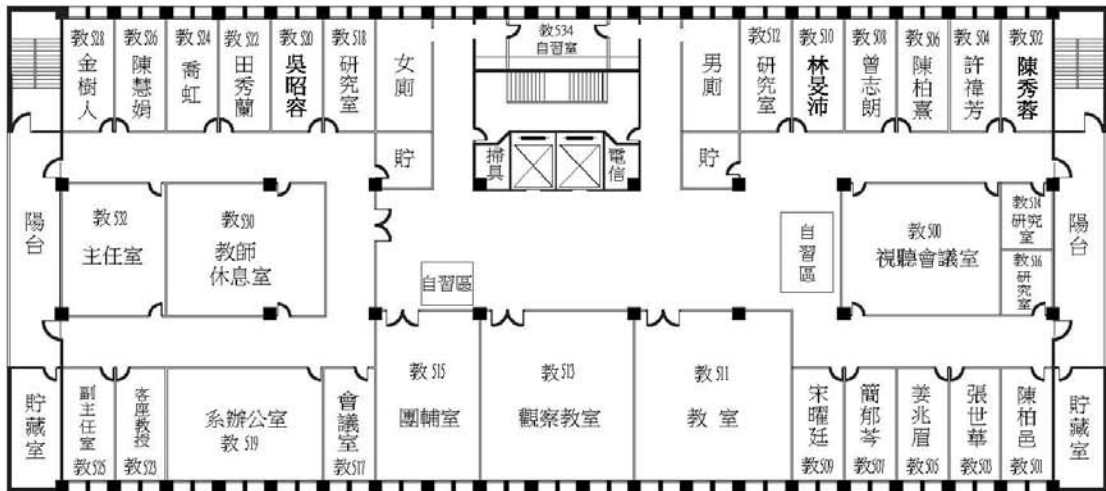 教528
金樹人
教526
陳慧娟
教524
喬虹
教522
田秀蘭
教520
吳昭容
教518
研究室
女廁
教534
自習室
男廁
教512
研究室
教510
林旻沛
教508
曾志朗
教506
陳柏熹
教504
許禕芳
教502
陳秀蓉
貯
掃具
電信
貯
陽台
教532
主任室
教530
教師
休息室
自習區
自習區
教500
視聽會議室
教514
研究室
教516
研究室
陽台
貯藏室
副主任室
教525
客座教授
教523
系辦公室
教519
會議室
教517
教515
團輔室
教513
觀察教室
教511
教室
宋曜廷
教509
簡郁芩
教507
姜兆眉
教505
張世華
教503
陳柏邑
教501
貯藏室